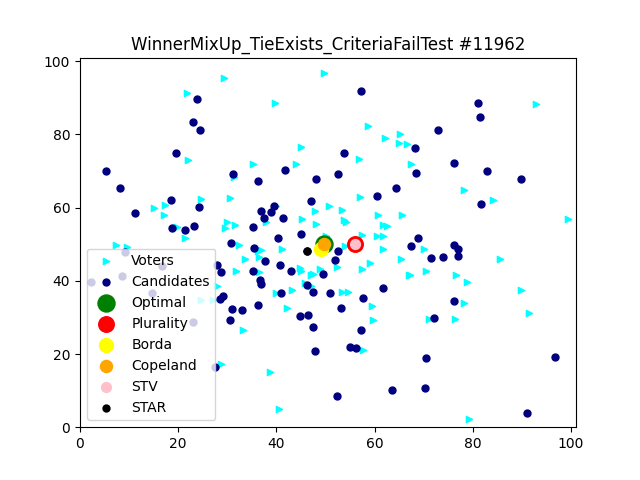 WinnerMixUp_TieExists_CriteriaFailTest #11962
100
80
60
40
20
0
0 20 40 60 80 100
Voters
Candidates
Optimal
Plurality
Borda
Copeland
STV
STAR